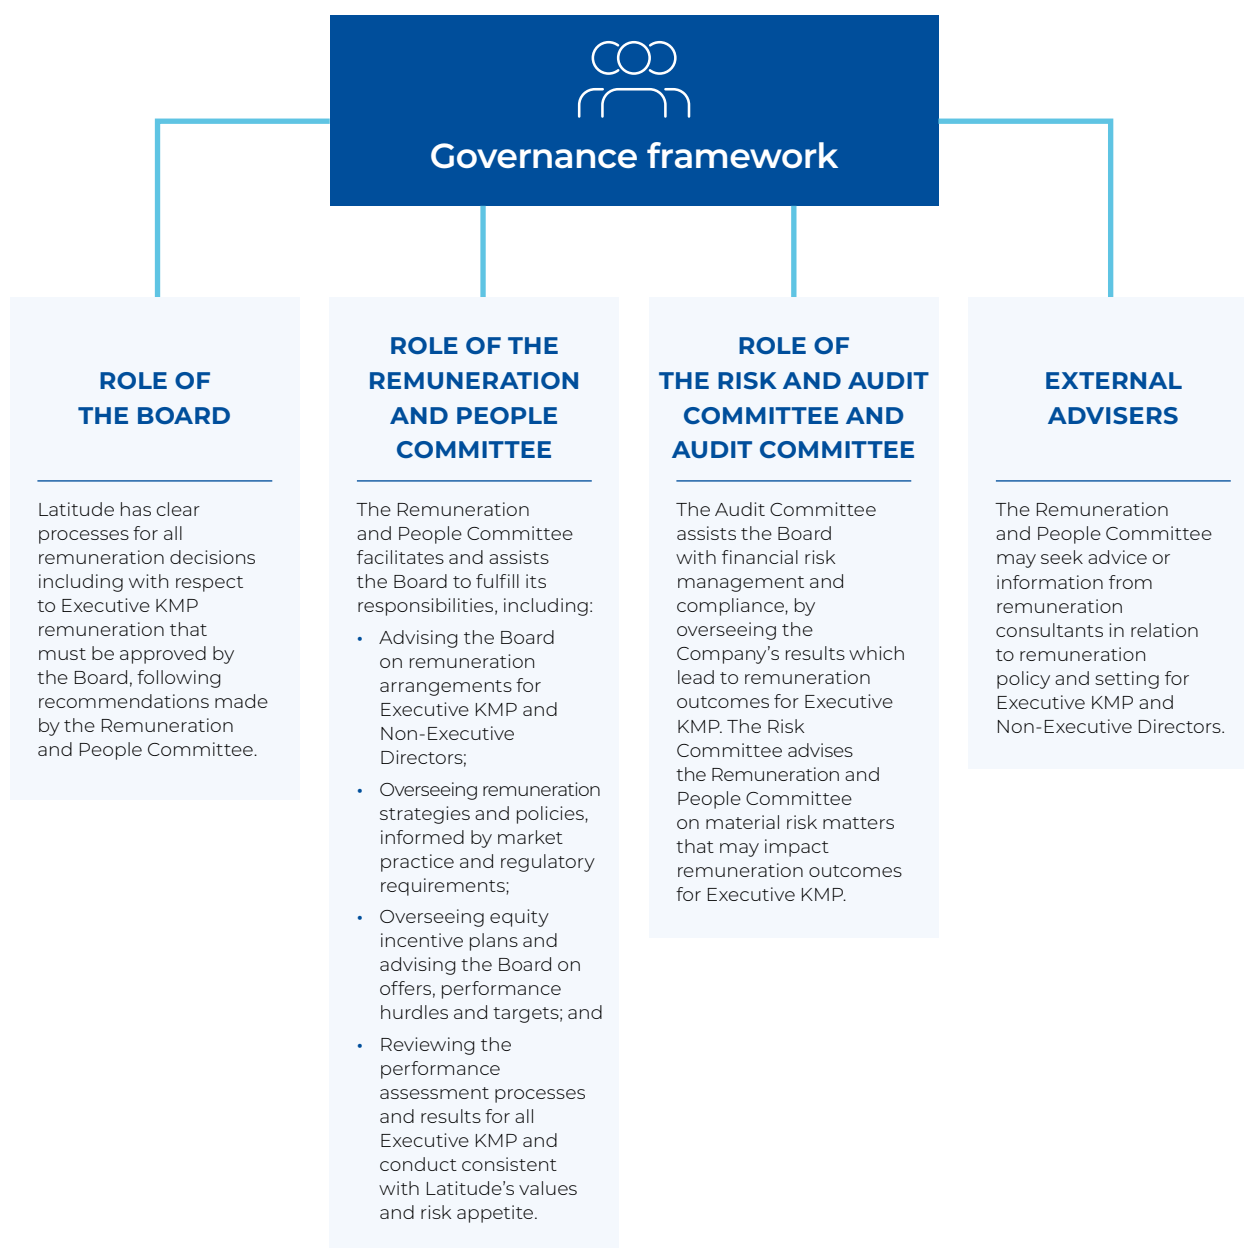 Governance framework
ROLE OF
THE BOARD
Latitude has clear
processes for all
remuneration decisions
including with respect
to Executive KMP
remuneration that
must be approved by
the Board, following
recommendations made
by the Remuneration
and People Committee.
ROLE OF THE
REMUNERATION
AND PEOPLE
COMMITTEE
The Remuneration
and People Committee
facilitates and assists
the Board to fulfill its
responsibilities, including:
• Advising the Board
on remuneration
arrangements for
Executive KMP and
Non-Executive
Directors;
• Overseeing remuneration
strategies and policies,
informed by market
practice and regulatory
requirements;
• Overseeing equity
incentive plans and
advising the Board on
offers, performance
hurdles and targets; and
• Reviewing the
performance
assessment processes
and results for all
Executive KMP and
conduct consistent
with Latitude’s values
and risk appetite.
ROLE OF
THE RISK AND AUDIT
COMMITTEE AND
AUDIT COMMITTEE
The Audit Committee
assists the Board
with financial risk
management and
compliance, by
overseeing the
Company’s results which
lead to remuneration
outcomes for Executive
KMP. The Risk
Committee advises
the Remuneration and
People Committee
on material risk matters
that may impact
remuneration outcomes
for Executive KMP.
EXTERNAL
ADVISERS
The Remuneration
and People Committee
may seek advice or
information from
remuneration
consultants in relation
to remuneration
policy and setting for
Executive KMP and
Non-Executive Directors.